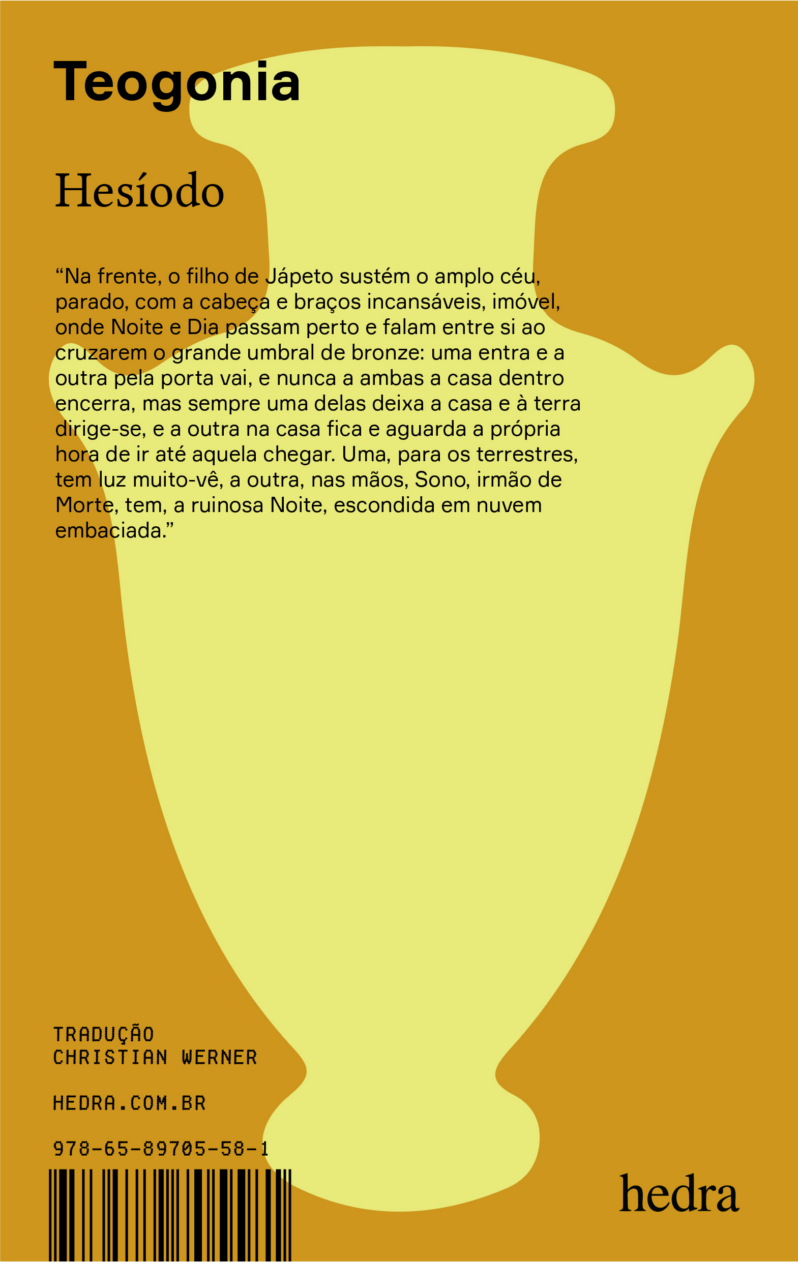 Teogonia
Hesíodo
“Na frente, o filho de Jápeto sustém o amplo céu,
parado, com a cabeça e braços incansáveis, imóvel,
onde Noite e Dia passam perto e falam entre si ao
cruzarem o grande umbral de bronze: uma entra e a
outra pela porta vai, e nunca a ambas a casa dentro
encerra, mas sempre uma delas deixa a casa e à terra
dirige-se, e a outra na casa fica e aguarda a própria
hora de ir até aquela chegar. Uma, para os terrestres,
tem luz muito-vê, a outra, nas mãos, Sono, irmão de
Morte, tem, a ruinosa Noite, escondida em nuvem
embaciada.”
TRADUÇÃO
CHRISTIAN WERNER
HEDRA.COM.BR
978-65-89705-58-1
hedra